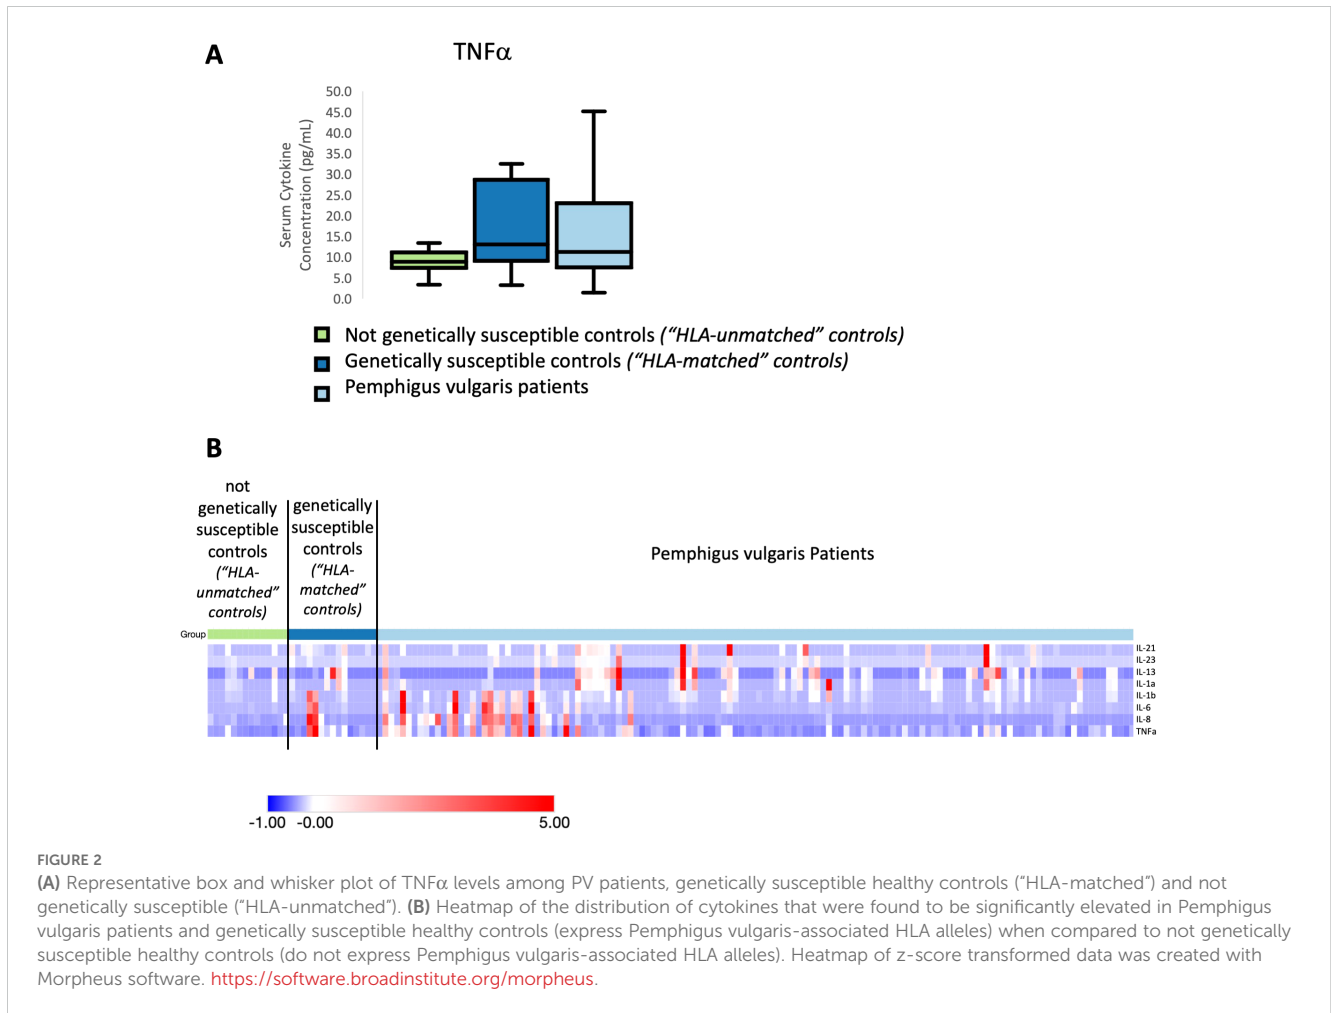 A
TNFα
50.0
45.0
40.0
35.0
30.0
25.0
20.0
15.0
10.0
5.0
0.0
Serum Cytokine
Concentration (pg/mL)
Not genetically susceptible controls (“HLA-unmatched” controls)
Genetically susceptible controls (“HLA-matched” controls)
Pemphigus vulgaris patients
B
not
genetically
susceptible
controls
(“HLA-
unmatched”
controls)
genetically
susceptible
controls
(“HLA-
matched”
controls)
Pemphigus vulgaris Patients
Group
IL-21
IL-23
IL-13
IL-1a
IL-1b
IL-6
IL-8
TNFa
-1.00 -0.00 5.00
FIGURE 2
(A) Representative box and whisker plot of TNFα levels among PV patients, genetically susceptible healthy controls (“HLA-matched”) and not
genetically susceptible (“HLA-unmatched”). (B) Heatmap of the distribution of cytokines that were found to be significantly elevated in Pemphigus
vulgaris patients and genetically susceptible healthy controls (express Pemphigus vulgaris-associated HLA alleles) when compared to not genetically
susceptible healthy controls (do not express Pemphigus vulgaris-associated HLA alleles). Heatmap of z-score transformed data was created with
Morpheus software. https://software.broadinstitute.org/morpheus.